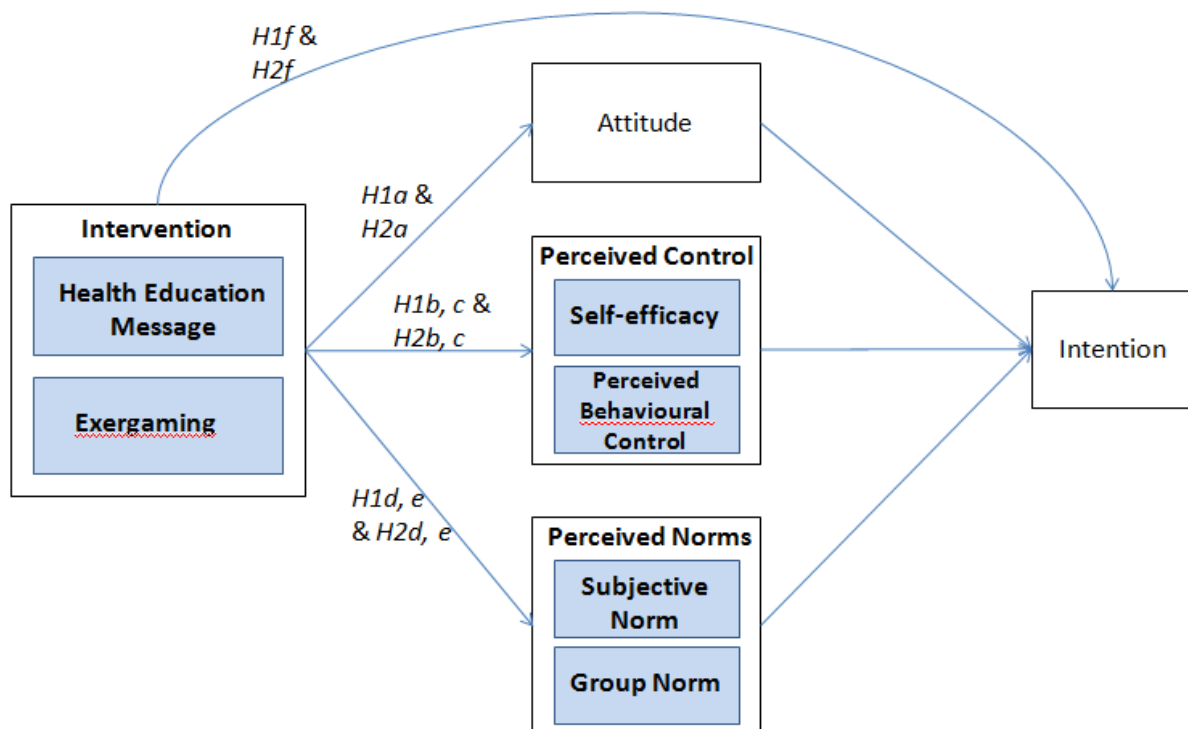 H1f &
H2f
Attitude
H1a &
H2a
Intervention
Health Education
Message
Exergaming
Perceived Control
Self-efficacy
Perceived
Behavioural
Control
H1b, c &
H2b, c
Intention
H1d, e
& H2d, e
Perceived Norms
Subjective
Norm
Group Norm